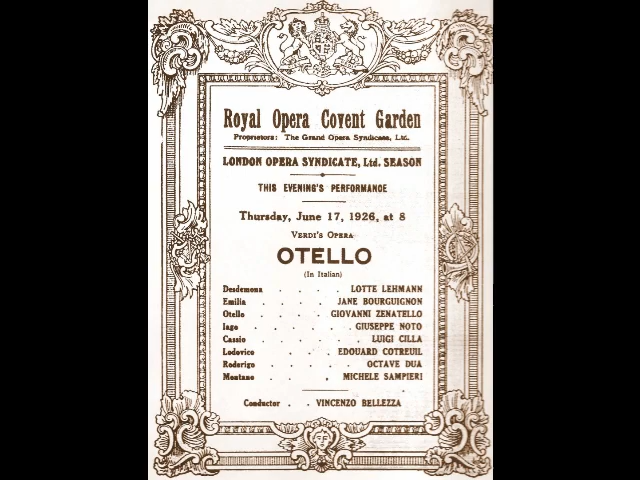 Royal Opera Covent Garden
Proprietors: The Grand Opera Syndicate, Ltd.
LONDON OPERA SYNDICATE, Ltd. SEASON
THIS EVENING'S PERFORMANCE
Thursday, June 17, 1926, at 8
VERDI'S OPERA
OTELLO
(In Italian)
Desdemona . . . . LOTTE LEHMANN
Emilia . . . . JANE BOURGUIGNON
Otello . . . . GIOVANNI ZENATELLO
Iago . . . . . GIUSEPPE NOTO
Cassio . . . . . LUIGI CILLA
Lodovico . . . EDOUARD COTREUIL
Roderigo . . . . OCTAVE DUA
Montano . . . . MICHELE SAMPIERI
Conductor . . VINCENZO BELLEZZA